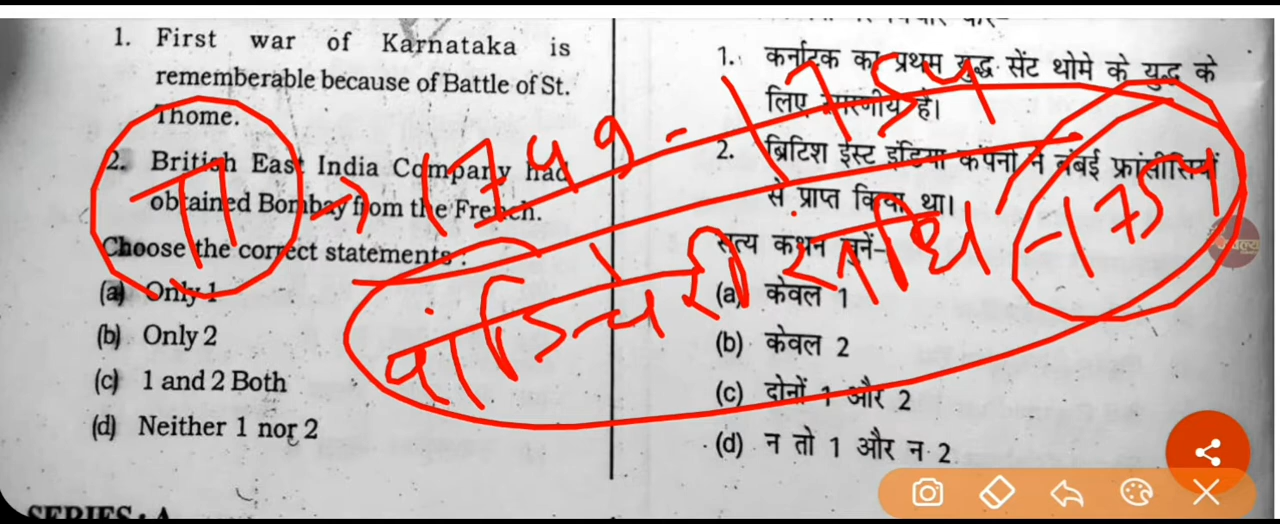 1. First war of Karnataka is
rememberable because of Battle of St.
Thome.
2. British East India Company had
obtained Bombay from the French.
Choose the correct statements :
(a) Only 1
(b) Only 2
(c) 1 and 2 Both
(d) Neither 1 nor 2
1. कर्नाटक का प्रथम युद्ध सेंट थोमे के युद्ध के
लिए स्मरणीय है।
2. ब्रिटिश ईस्ट इंडिया कंपनी ने बंबई फ्रांसीसियों
से प्राप्त किया था।
सत्य कथन चुनें-
(a) केवल 1
(b) केवल 2
(c) दोनों 1 और 2
(d) न तो 1 और न 2
1749-1754
-1754
SERIES : A